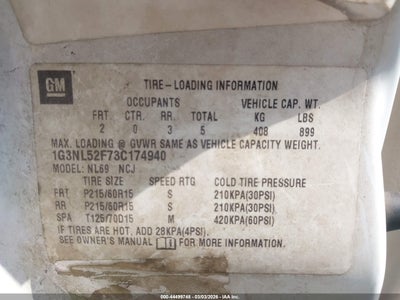 GM
TIRE-LOADING INFORMATION
OCCUPANTS VEHICLE CAP. WT.
FRT CTR. RR. TOTAL KG LBS
2 0 3 5 408 899
MAX. LOADING @ GVWR SAME AS VEHICLE CAPACITY WEIGHT.
1G3NL52F73C174940
MODEL: NL69 NCJ
TIRE SIZE SPEED RTG COLD TIRE PRESSURE
FRT P215/60R15 S 210KPA(30PSI)
RR P215/60R15 S 210KPA(30PSI)
SPA T125/70D15 M 420KPA(60PSI)
IF TIRES ARE HOT, ADD 28KPA(4PSI).
SEE OWNER'S MANUAL FOR MORE INFORMATION.
000-44499748 - 03/03/2026 - IAAI.COM